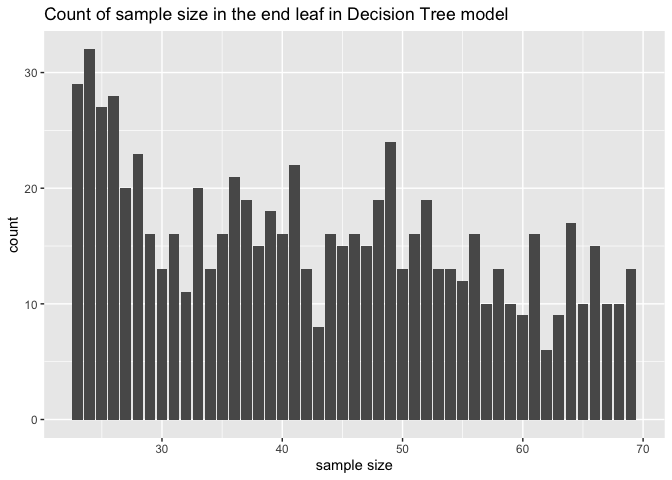 Count of sample size in the end leaf in Decision Tree model
30
20
10
0
count
30 40 50 60 70
sample size